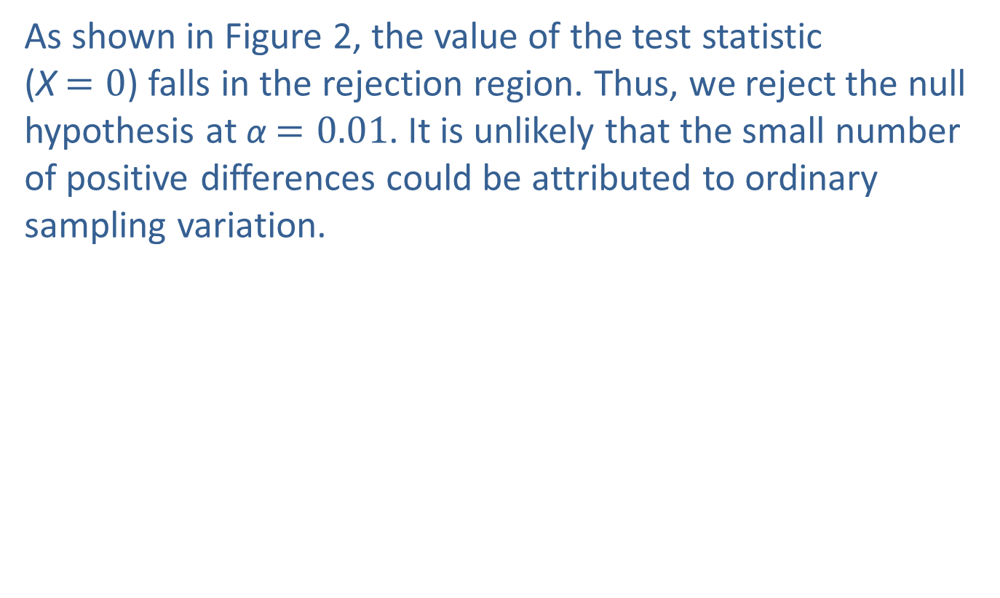 As shown in Figure 2, the value of the test statistic
(X = 0) falls in the rejection region. Thus, we reject the null
hypothesis at α = 0.01. It is unlikely that the small number
of positive differences could be attributed to ordinary
sampling variation.